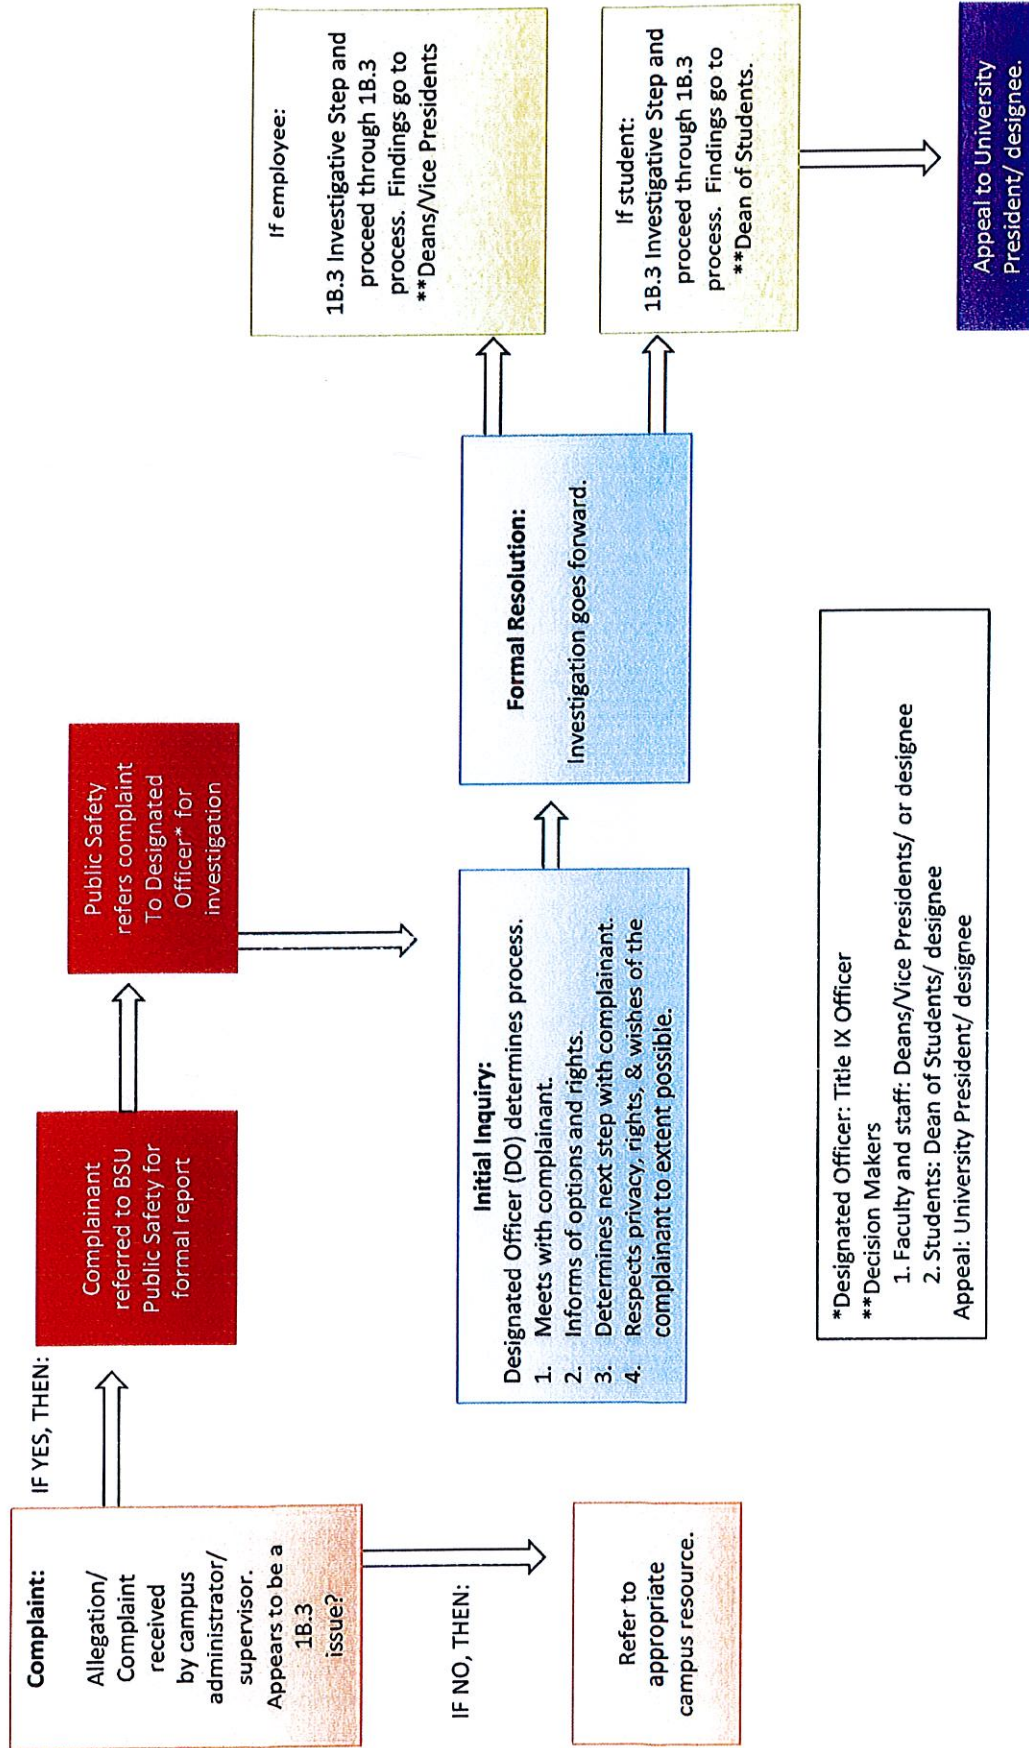 Complaint:
Allegation/
Complaint
received
by campus
administrator/
supervisor.
Appears to be a
1B.3
issue?
IF YES, THEN:
IF NO, THEN:
Refer to
appropriate
campus resource.
Complainant
referred to BSU
Public Safety for
formal report
Public Safety
refers complaint
To Designated
Officer* for
investigation
Initial Inquiry:
Designated Officer (DO) determines process.
1. Meets with complainant.
2. Informs of options and rights.
3. Determines next step with complainant.
4. Respects privacy, rights, & wishes of the
complainant to extent possible.
Formal Resolution:
Investigation goes forward.
If employee:
1B.3 Investigative Step and
proceed through 1B.3
process. Findings go to
**Deans/Vice Presidents
If student:
1B.3 Investigative Step and
proceed through 1B.3
process. Findings go to
**Dean of Students.
Appeal to University
President/ designee.
*Designated Officer: Title IX Officer
**Decision Makers
1. Faculty and staff: Deans/Vice Presidents/ or designee
2. Students: Dean of Students/ designee
Appeal: University President/ designee